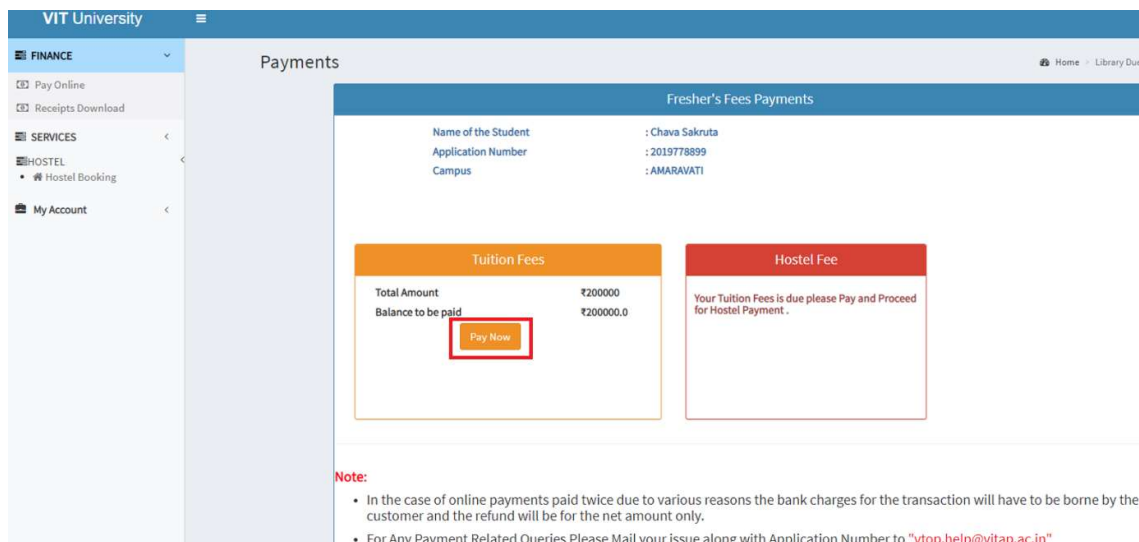 VIT University
FINANCE
Pay Online
Receipts Download
SERVICES
HOSTEL
Hostel Booking
My Account
Payments
Home
Library Due
Fresher's Fees Payments
Name of the Student : Chava Sakruta
Application Number : 2019778899
Campus : AMARAVATI
Tuition Fees
Total Amount ₹200000
Balance to be paid ₹200000.0
Pay Now
Hostel Fee
Your Tuition Fees is due please Pay and Proceed
for Hostel Payment .
Note:
• In the case of online payments paid twice due to various reasons the bank charges for the transaction will have to be borne by the
customer and the refund will be for the net amount only.
• For Any Payment Related Queries Please Mail your issue along with Application Number to "vtop.help@vitap.ac.in"